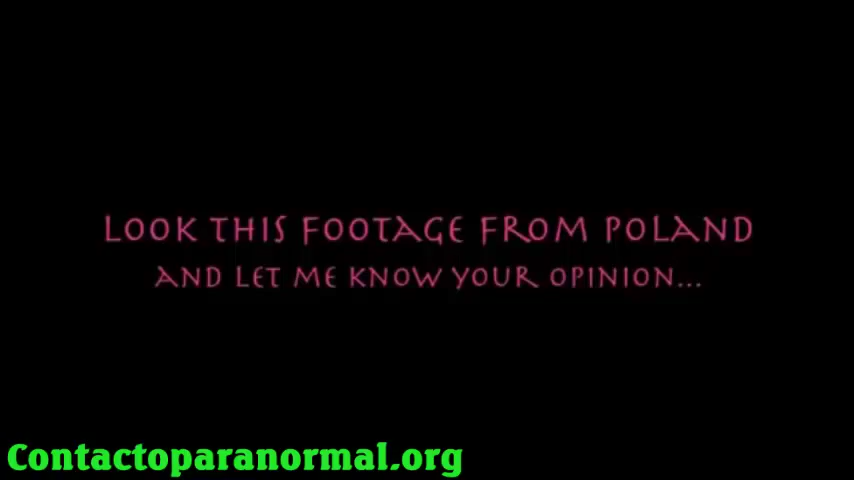 LOOK THIS FOOTAGE FROM POLAND
AND LET ME KNOW YOUR OPINION...
Contactoparanormal.org